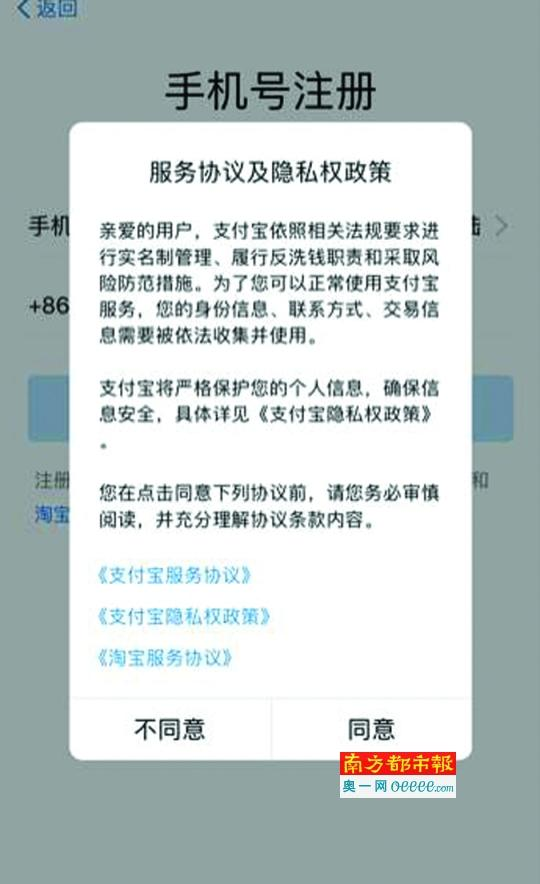 返回
手机号注册
服务协议及隐私权政策
亲爱的用户，支付宝依照相关法规要求进
行实名制管理、履行反洗钱职责和采取风
险防范措施。为了您可以正常使用支付宝
服务，您的身份信息、联系方式、交易信
息需要被依法收集并使用。
支付宝将严格保护您的个人信息，确保信
息安全，具体详见《支付宝隐私权政策》
。
您在点击同意下列协议前，请您务必审慎
阅读，并充分理解协议条款内容。
《支付宝服务协议》
《支付宝隐私权政策》
《淘宝服务协议》
不同意
同意
手机
陆
+86
注册
和
淘宝
南方都市報
奥一网 oeeee.com